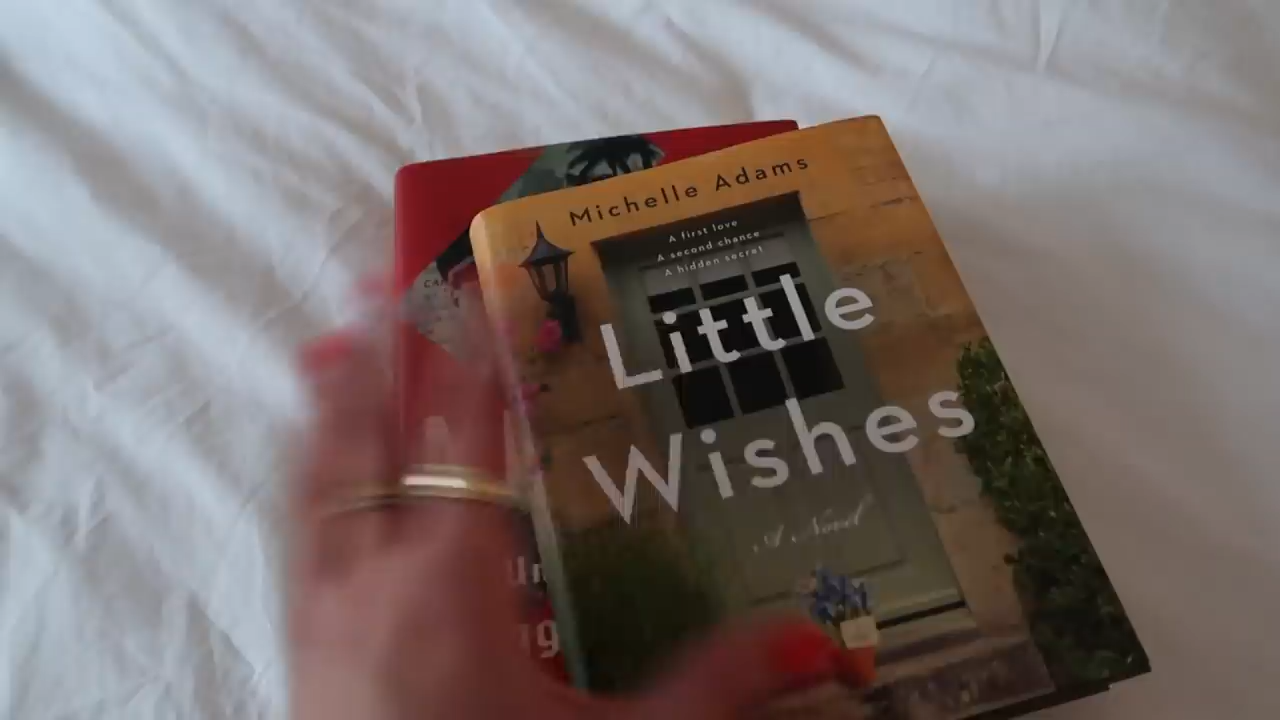 Michelle Adams
A first love
A second chance
A hidden secret
Little
Wishes
A Novel